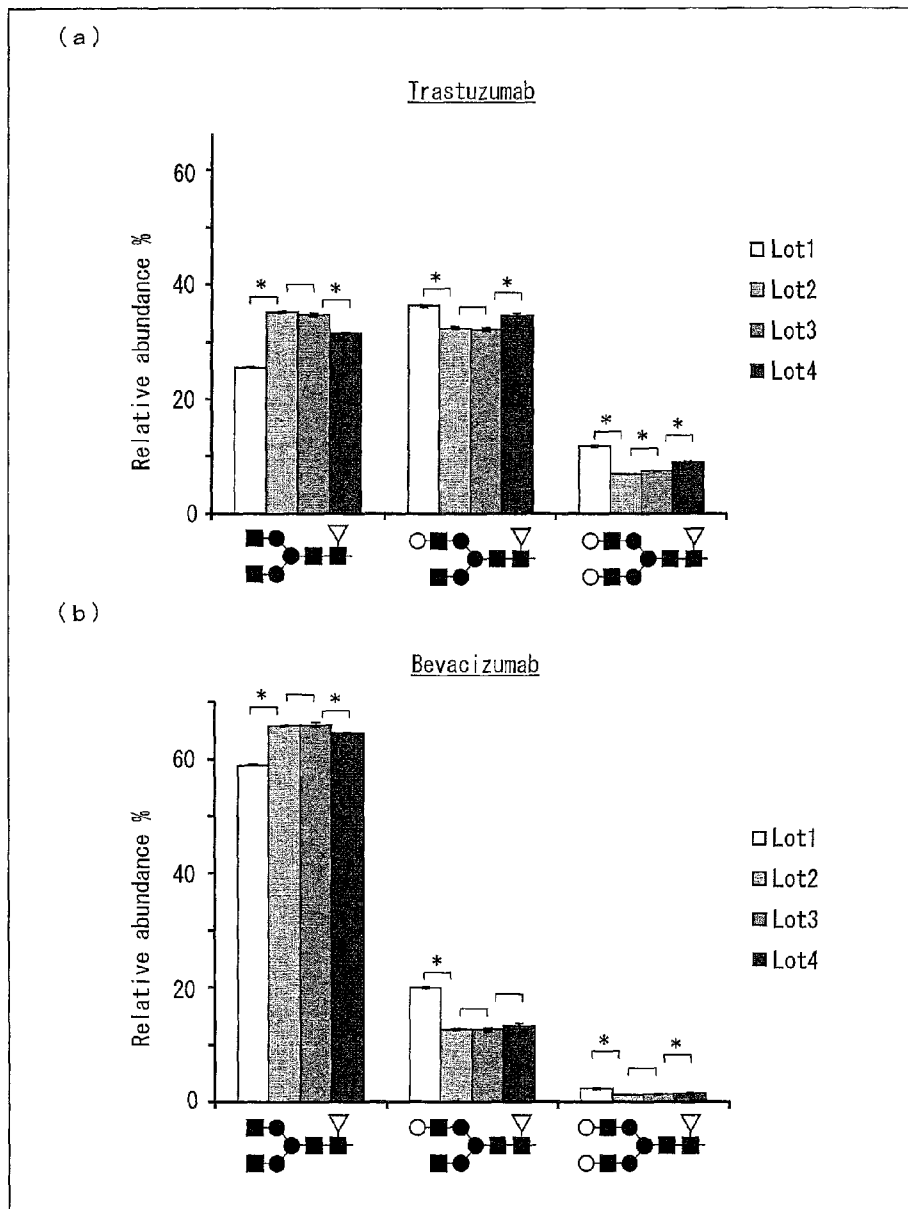 (a)
Trastuzumab
Relative abundance %
60
40
20
0
* * 
* *
* * *
Lot1
Lot2
Lot3
Lot4
(b)
Bevacizumab
Relative abundance %
60
40
20
0
* *
*
* *
Lot1
Lot2
Lot3
Lot4